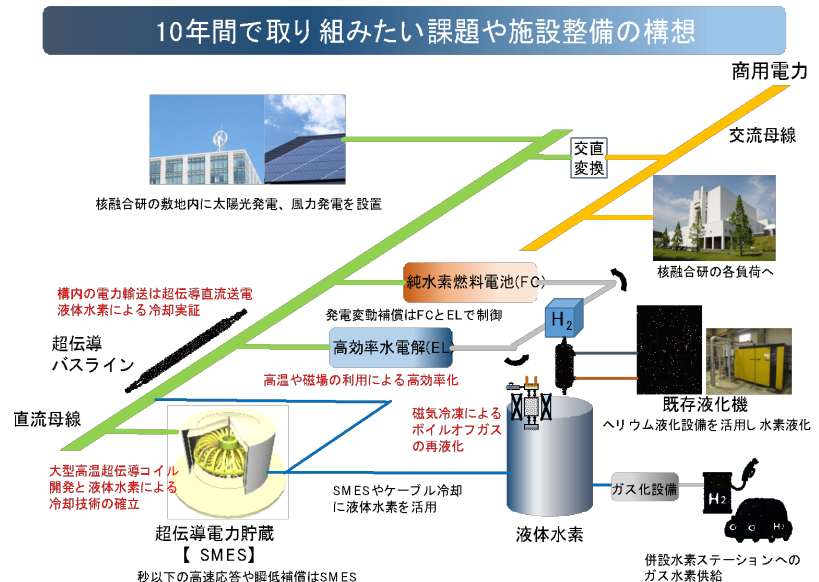 10年間で取り組みたい課題や施設整備の構想
商用電力
交流母線
交直
変換
核融合研の敷地内に太陽光発電、風力発電を設置
核融合研の各負荷へ
構内の電力輸送は超伝導直流送電
液体水素による冷却実証
純水素燃料電池(FC)
発電変動補償はFCとELで制御
H2
超伝導
バスライン
高効率水電解(EL
高温や磁場の利用による高効率化
既存液化機
ヘリウム液化設備を活用し水素液化
直流母線
磁気冷凍による
ボイルオフガス
の再液化
大型高温超伝導コイル
開発と液体水素による
冷却技術の確立
SMESやケーブル冷却
に液体水素を活用
ガス化設備
H2
H2
超伝導電力貯蔵
【 SMES】
液体水素
併設水素ステーションへの
ガス水素供給
秒以下の高速応答や瞬低補償はSMES